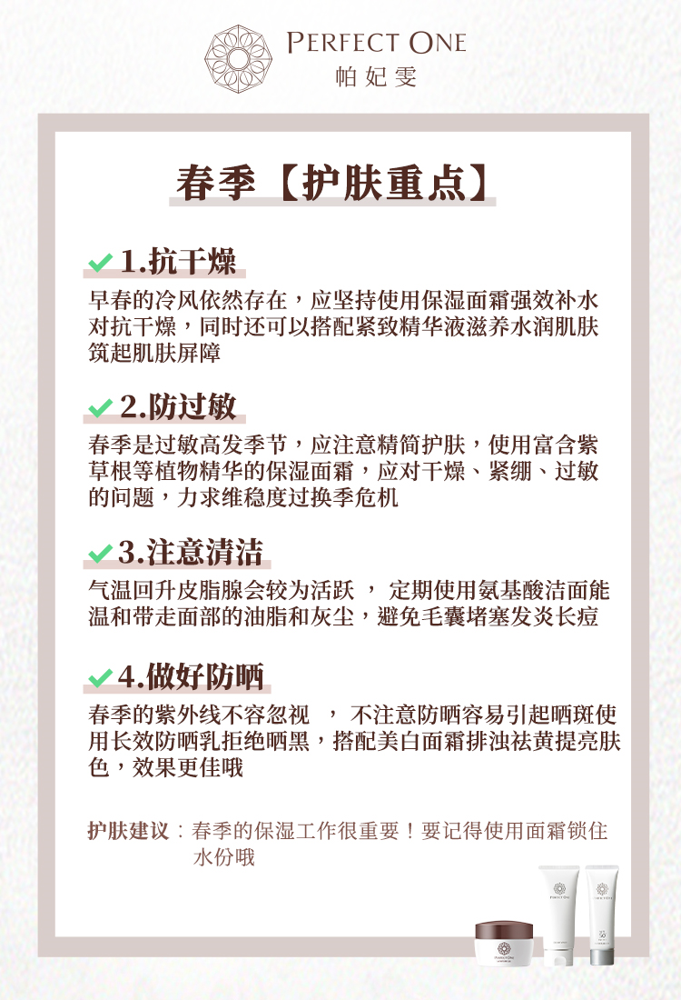 PERFECT ONE
帕妃雯
春季【护肤重点】
1.抗干燥
早春的冷风依然存在，应坚持使用保湿面霜强效补水
对抗干燥，同时还可以搭配紧致精华液滋养水润肌肤
筑起肌肤屏障
2.防过敏
春季是过敏高发季节，应注意精简护肤，使用富含紫
草根等植物精华的保湿面霜，应对干燥、紧绷、过敏
的问题，力求维稳度过换季危机
3.注意清洁
气温回升皮脂腺会较为活跃 ， 定期使用氨基酸洁面能
温和带走面部的油脂和灰尘，避免毛囊堵塞发炎长痘
4.做好防晒
春季的紫外线不容忽视 ， 不注意防晒容易引起晒斑使
用长效防晒乳拒绝晒黑，搭配美白面霜排浊祛黄提亮肤
色，效果更佳哦
护肤建议：春季的保湿工作很重要！要记得使用面霜锁住
水份哦
PERFECT ONE
PERFECT ONE
50